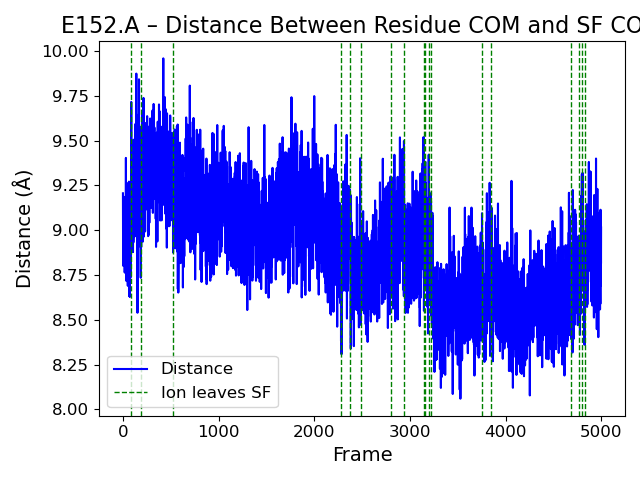 E152.A – Distance Between Residue COM and SF CO
10.00
9.75
9.50
9.25
9.00
8.75
8.50
8.25
8.00
Distance (Å)
Distance
Ion leaves SF
0 1000 2000 3000 4000 5000
Frame